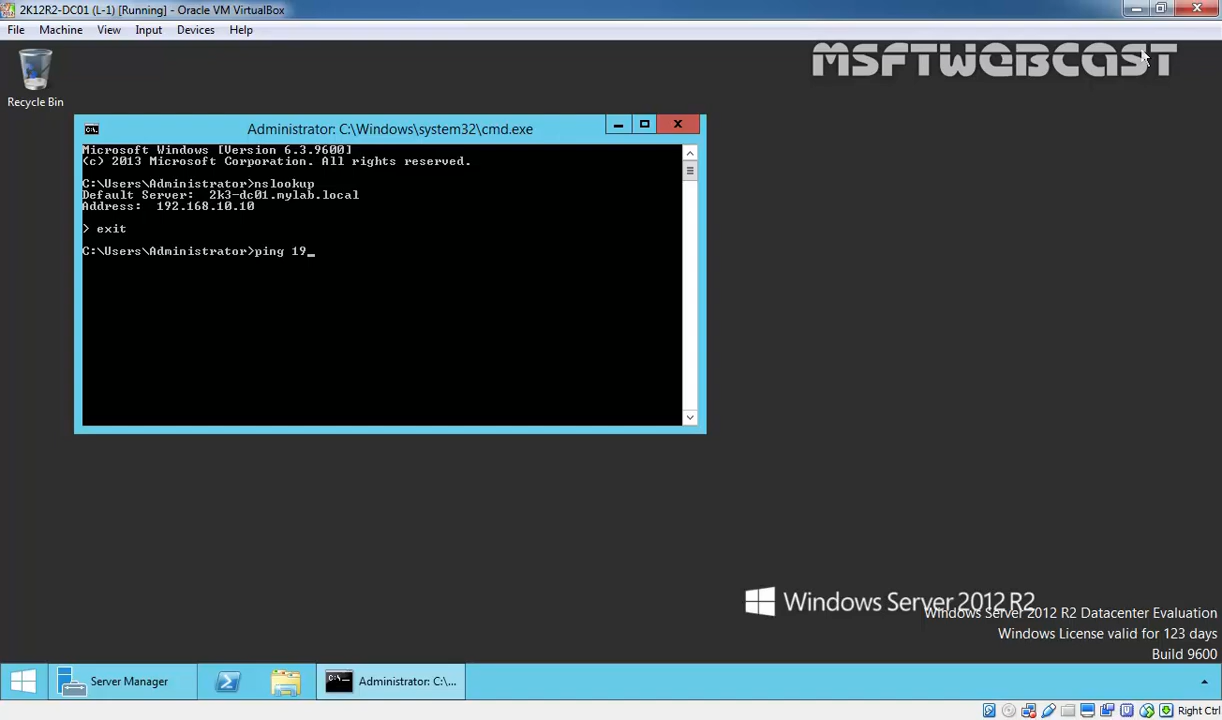 2K12R2-DC01 (L-1) [Running] - Oracle VM VirtualBox
File Machine View Input Devices Help
MSFTWEBCAST
Recycle Bin
Administrator: C:\Windows\system32\cmd.exe
Microsoft Windows [Version 6.3.9600]
(c) 2013 Microsoft Corporation. All rights reserved.
C:\Users\Administrator>nslookup
Default Server:  2k3-dc01.mylab.local
Address:  192.168.10.10
> exit
C:\Users\Administrator>ping 19_
Windows Server 2012 R2
Windows Server 2012 R2 Datacenter Evaluation
Windows License valid for 123 days
Build 9600
Server Manager
Administrator: C:\...
Right Ctrl